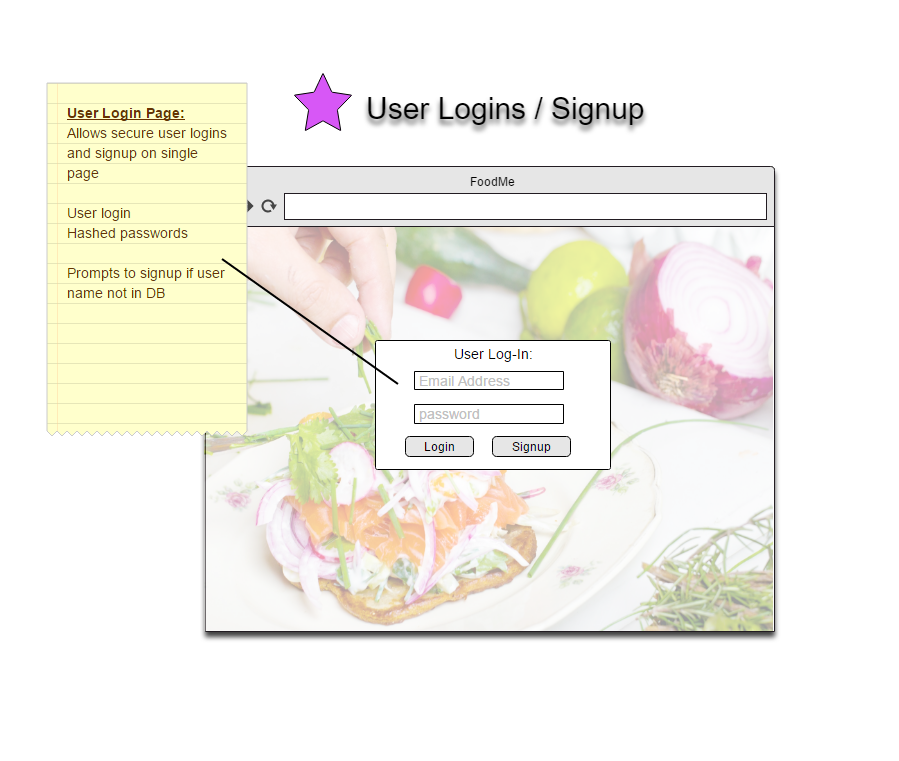 User Logins / Signup
User Login Page:
Allows secure user logins
and signup on single
page
User login
Hashed passwords
Prompts to signup if user
name not in DB
FoodMe
User Log-In:
Email Address
password
Login
Signup